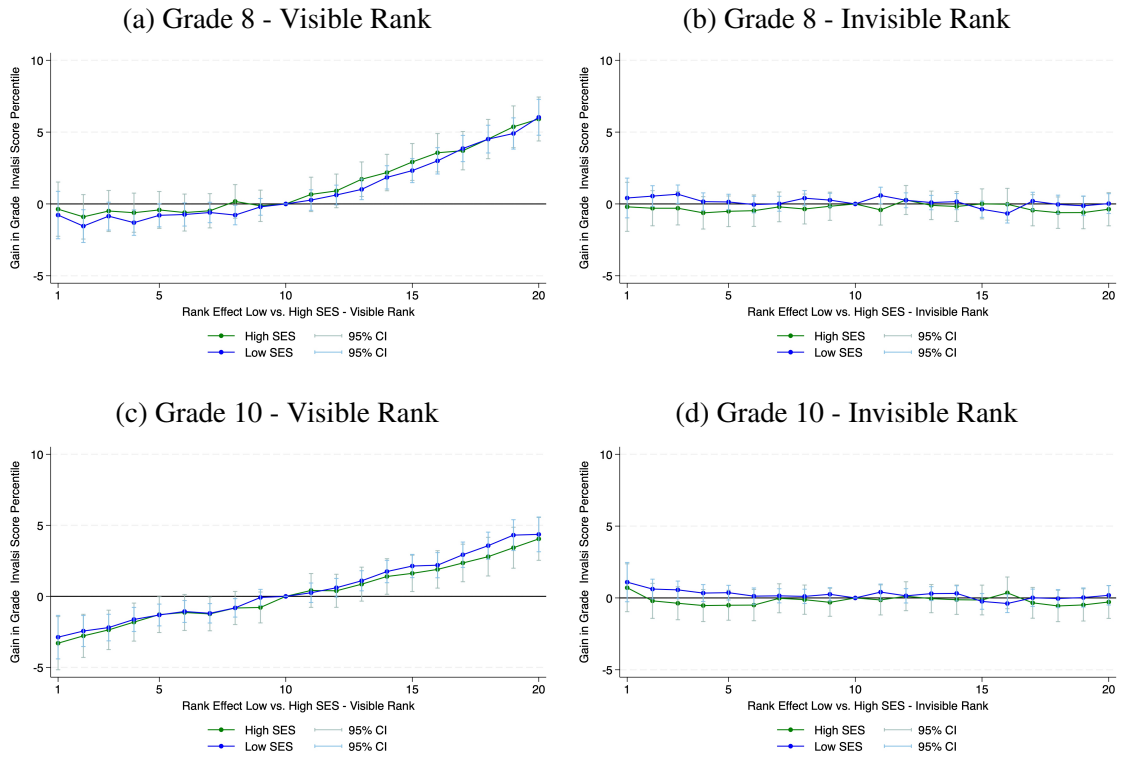 (a) Grade 8 - Visible Rank
Gain in Grade  Invalsi Score Percentile
10
5
0
-5
1
5
10
15
20
Rank Effect Low vs. High SES - Visible Rank
High SES
95% CI
Low SES
95% CI
(b) Grade 8 - Invisible Rank
Gain in Grade  Invalsi Score Percentile
10
5
0
-5
1
5
10
15
20
Rank Effect Low vs. High SES - Invisible Rank
High SES
95% CI
Low SES
95% CI
(c) Grade 10 - Visible Rank
Gain in Grade  Invalsi Score Percentile
10
5
0
-5
1
5
10
15
20
Rank Effect Low vs. High SES - Visible Rank
High SES
95% CI
Low SES
95% CI
(d) Grade 10 - Invisible Rank
Gain in Grade  Invalsi Score Percentile
10
5
0
-5
1
5
10
15
20
Rank Effect Low vs. High SES - Invisible Rank
High SES
95% CI
Low SES
95% CI